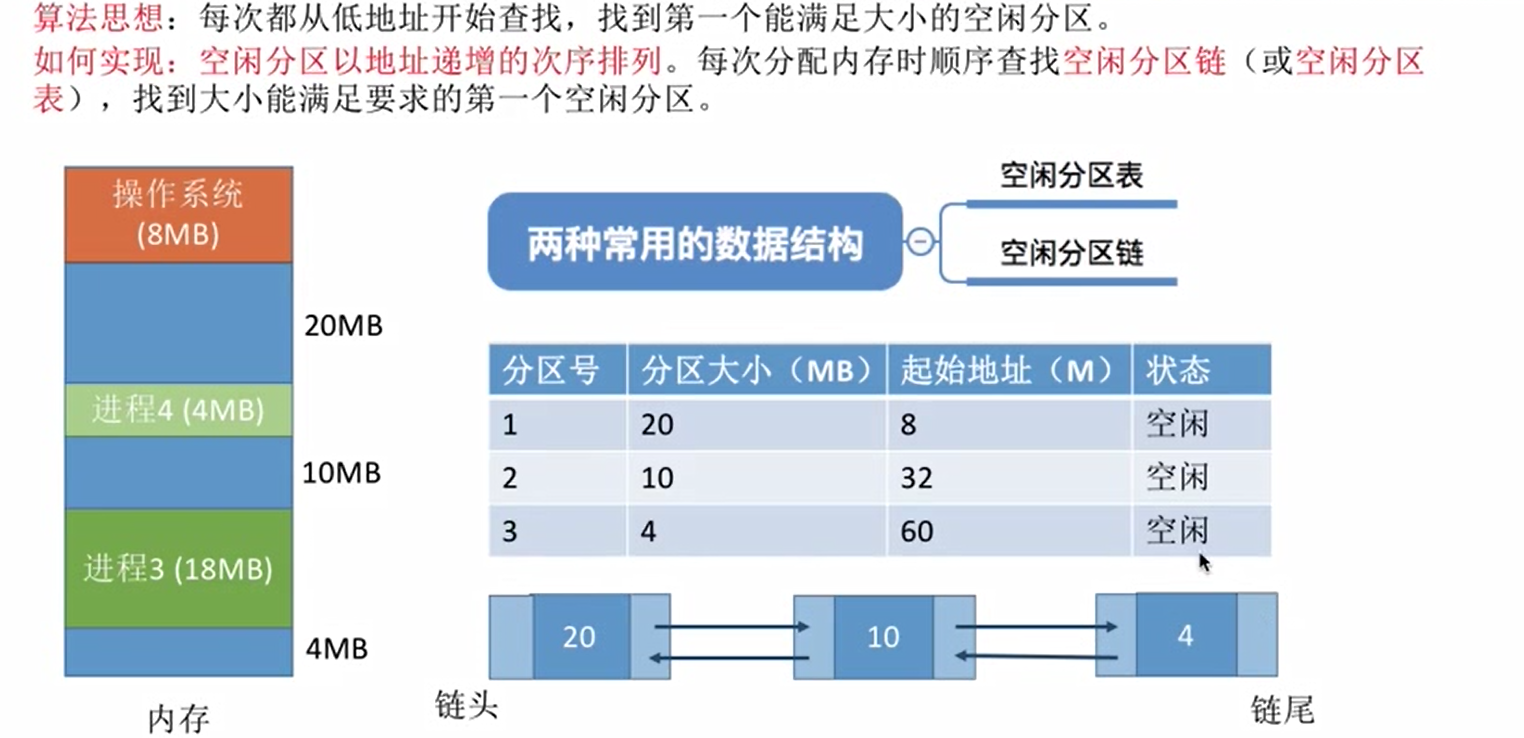 算法思想：每次都从低地址开始查找，找到第一个能满足大小的空闲分区。
如何实现：空闲分区以地址递增的次序排列。每次分配内存时顺序查找空闲分区链（或空闲分区
表），找到大小能满足要求的第一个空闲分区。
操作系统
(8MB)
20MB
进程4 (4MB)
10MB
进程3 (18MB)
4MB
内存
两种常用的数据结构
空闲分区表
空闲分区链
分区号 分区大小（MB） 起始地址（M） 状态
1 20 8 空闲
2 10 32 空闲
3 4 60 空闲
20 10 4
链头 链尾